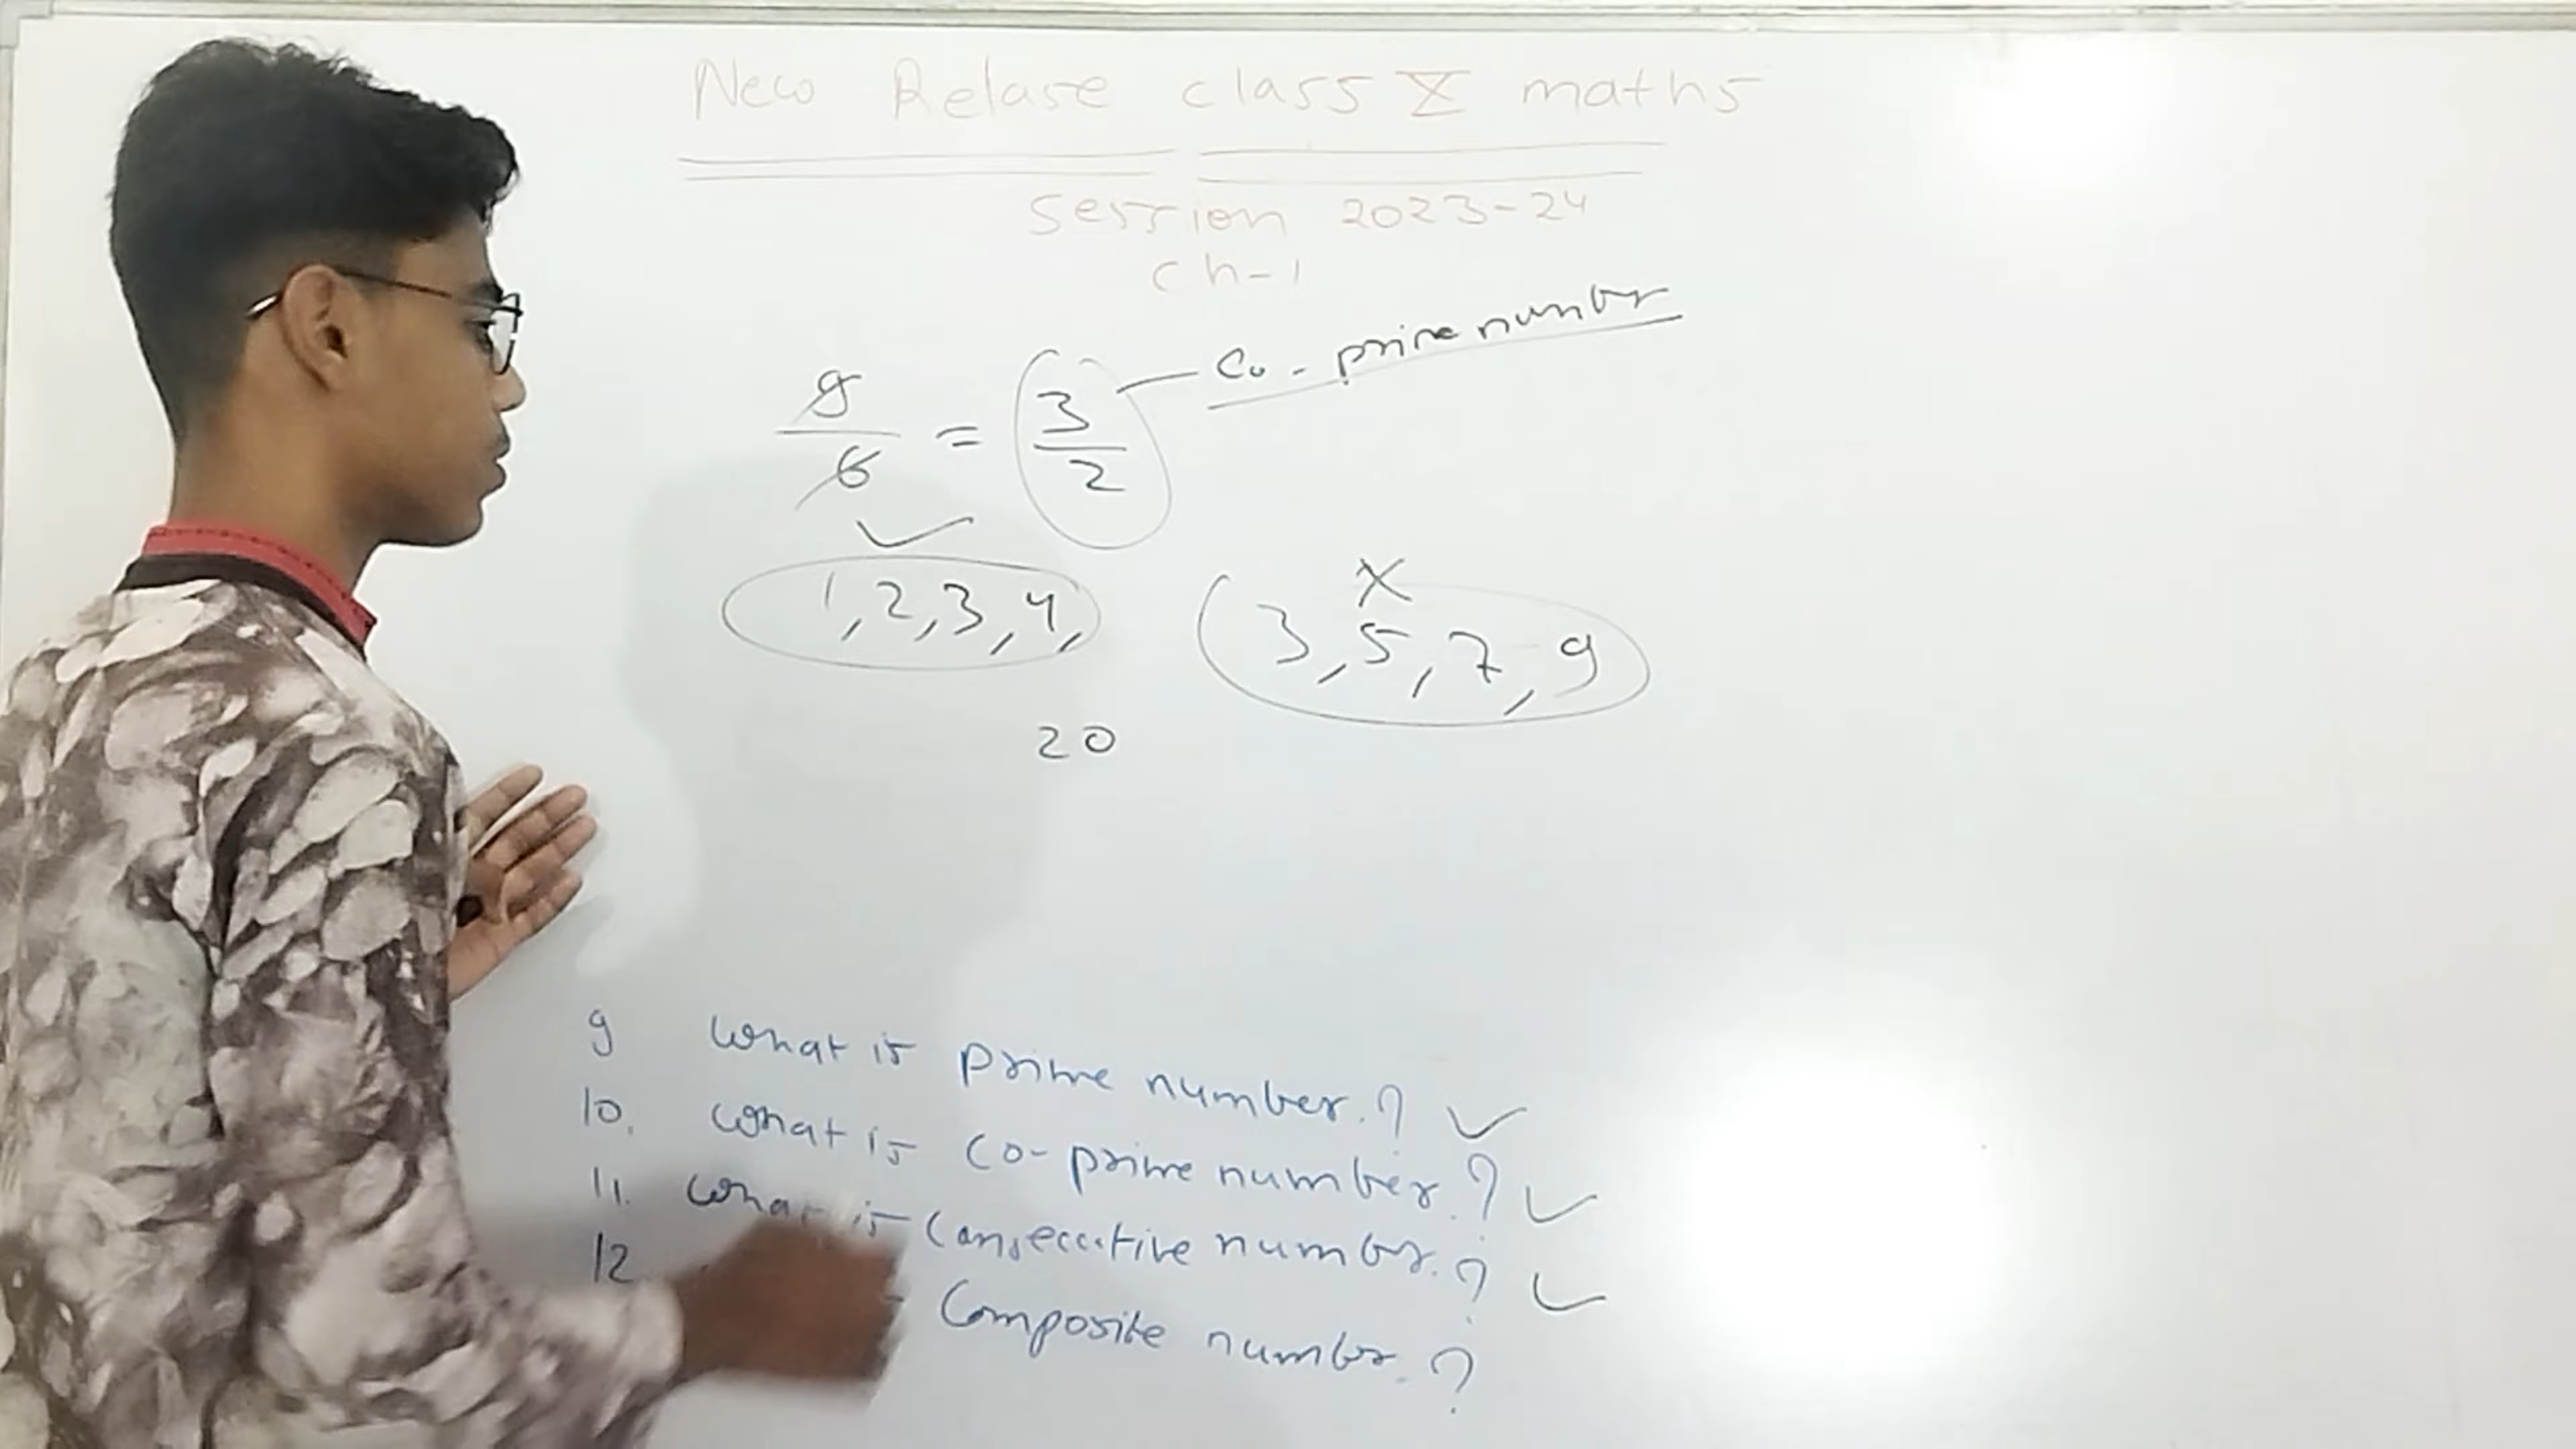 New Relase class X maths
Session 2023-24
ch-1
9/6 = 3/2 Co-prime number
1,2,3,4,
3,5,7,9
20
9 What is prime number.?
10. What is co-prime number.?
11. What is Consecutive number.?
12 Composite number.?